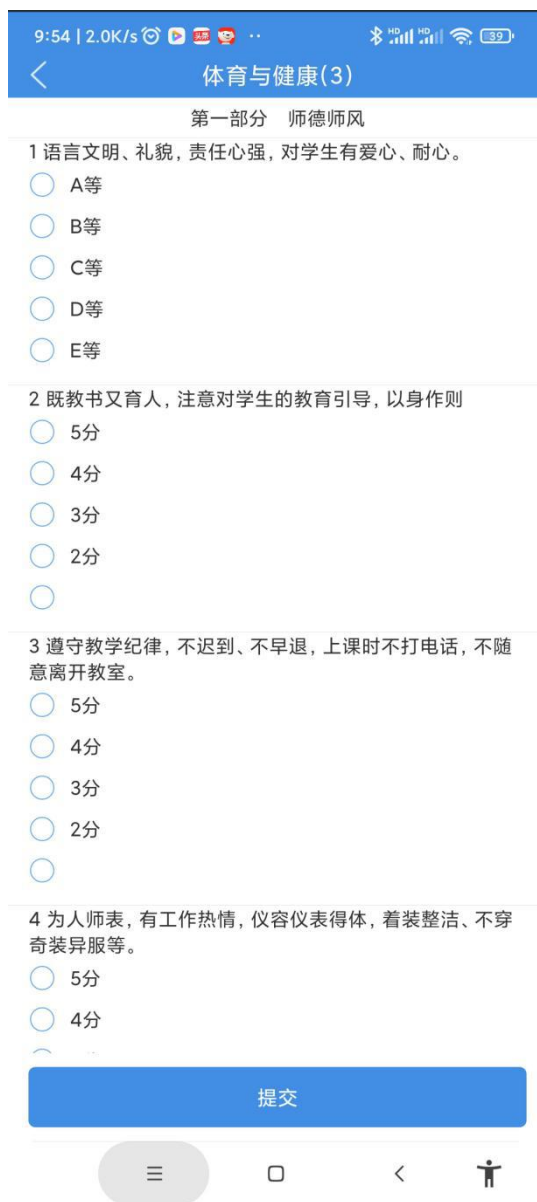 9:54 | 2.0K/s
HD HD 39
体育与健康(3)
第一部分 师德师风
1 语言文明、礼貌, 责任心强, 对学生有爱心、耐心。
A等
B等
C等
D等
E等
2 既教书又育人, 注意对学生的教育引导, 以身作则
5分
4分
3分
2分
3 遵守教学纪律, 不迟到、不早退, 上课时不打电话, 不随
意离开教室。
5分
4分
3分
2分
4 为人师表, 有工作热情, 仪容仪表得体, 着装整洁、不穿
奇装异服等。
5分
4分
提交